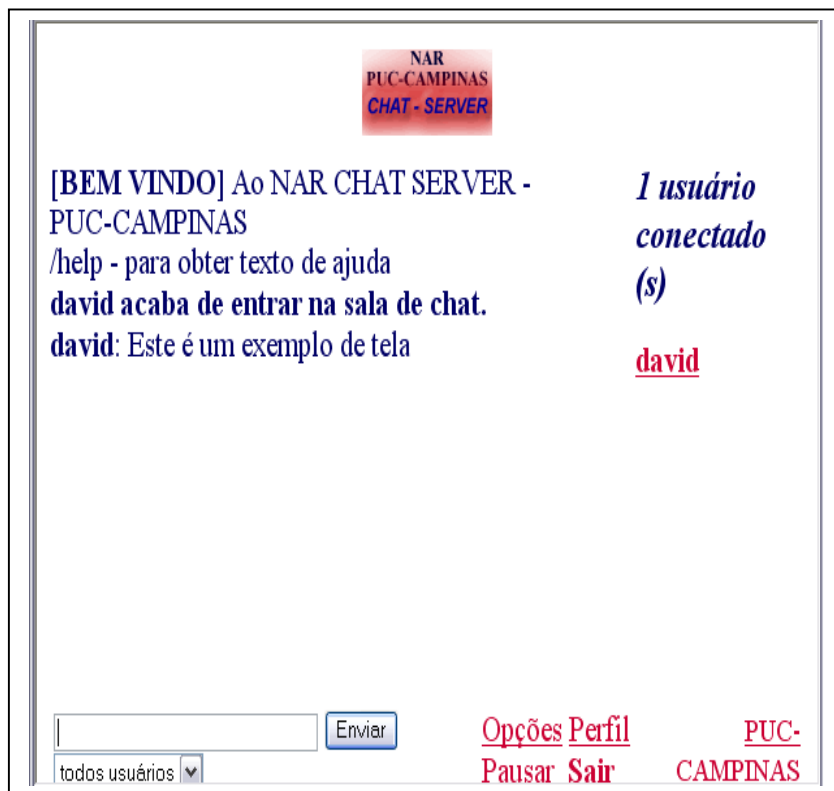 NAR
PUC-CAMPINAS
CHAT - SERVER
[BEM VINDO] Ao NAR CHAT SERVER -
PUC-CAMPINAS
/help - para obter texto de ajuda
david acaba de entrar na sala de chat.
david: Este é um exemplo de tela
1 usuário
conectado
(s)
david
Enviar
todos usuários
Opções Perfil
Pausar Sair
PUC-
CAMPINAS